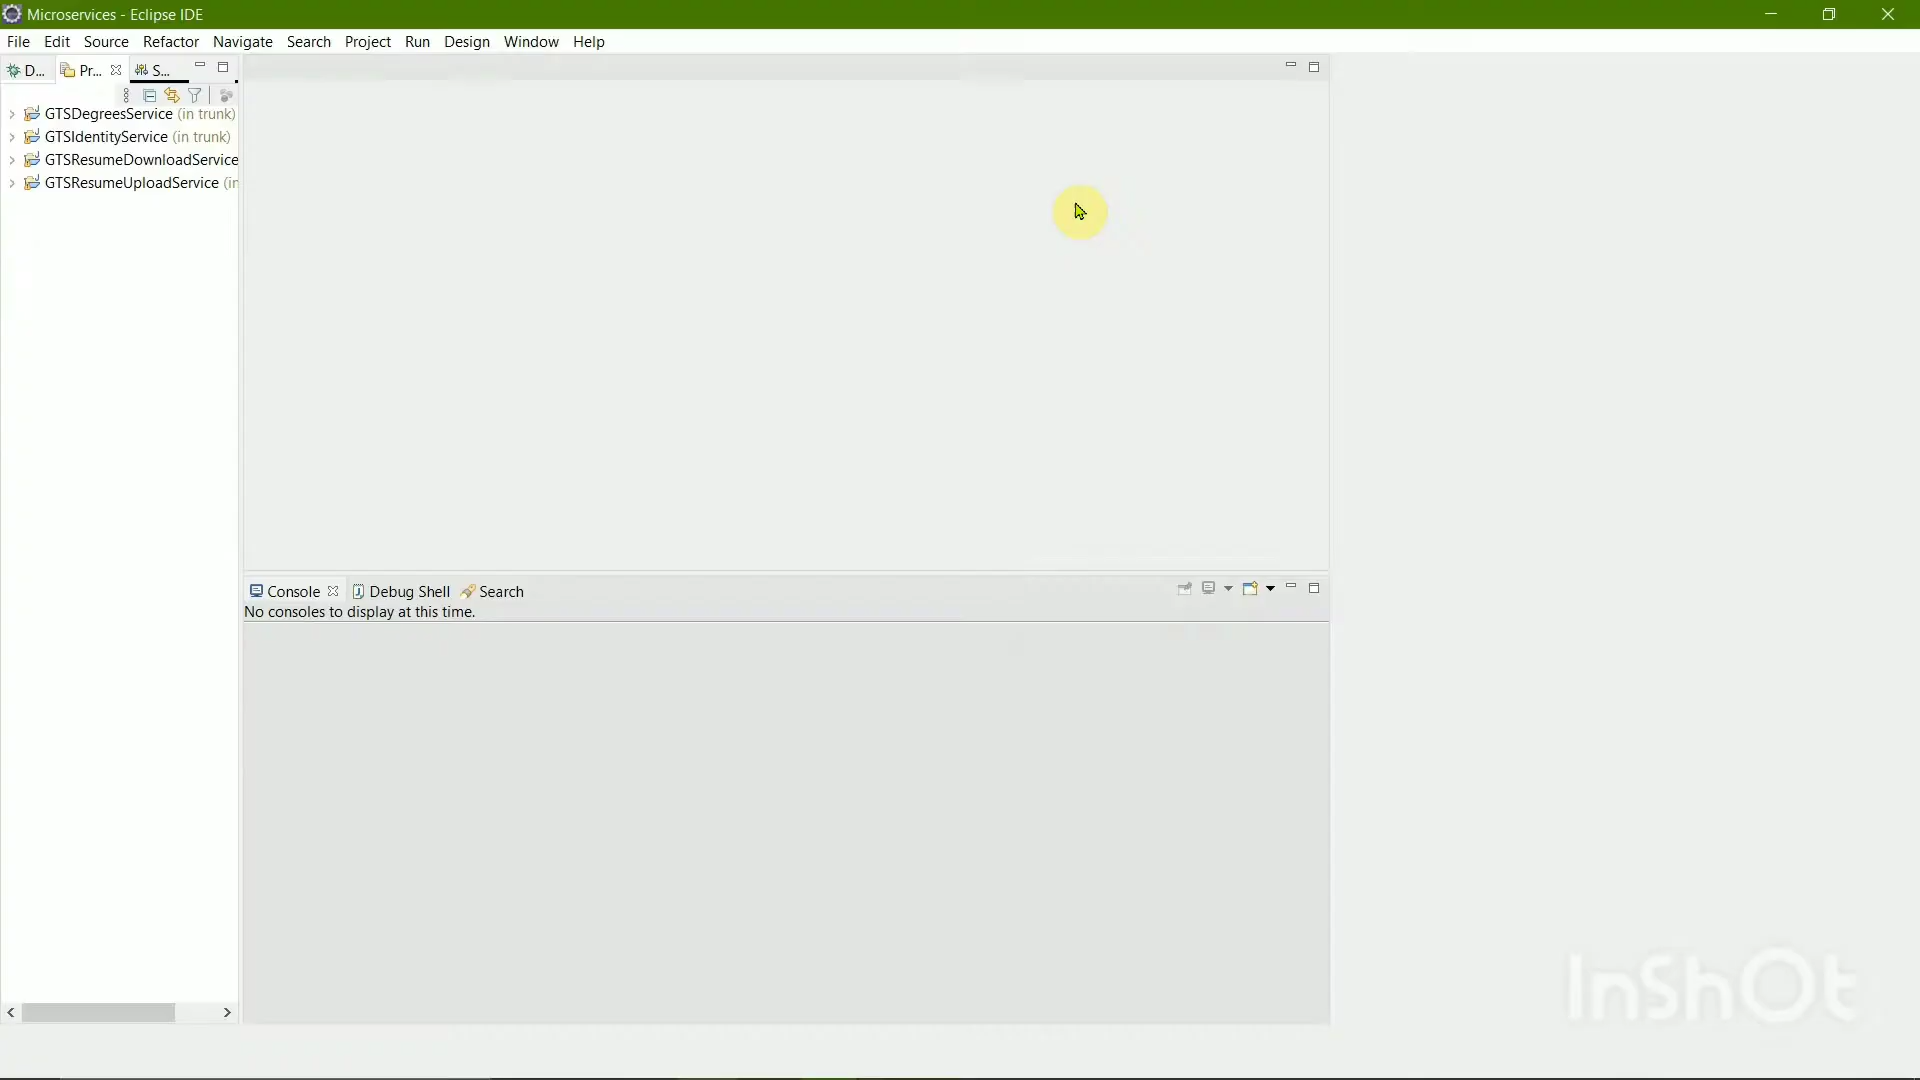 Microservices - Eclipse IDE
File Edit Source Refactor Navigate Search Project Run Design Window Help
D... Pr... S...
GTSDegreesService (in trunk)
GTSIdentityService (in trunk)
GTSResumeDownloadService
GTSResumeUploadService (in
Console Debug Shell Search
No consoles to display at this time.
InShOt